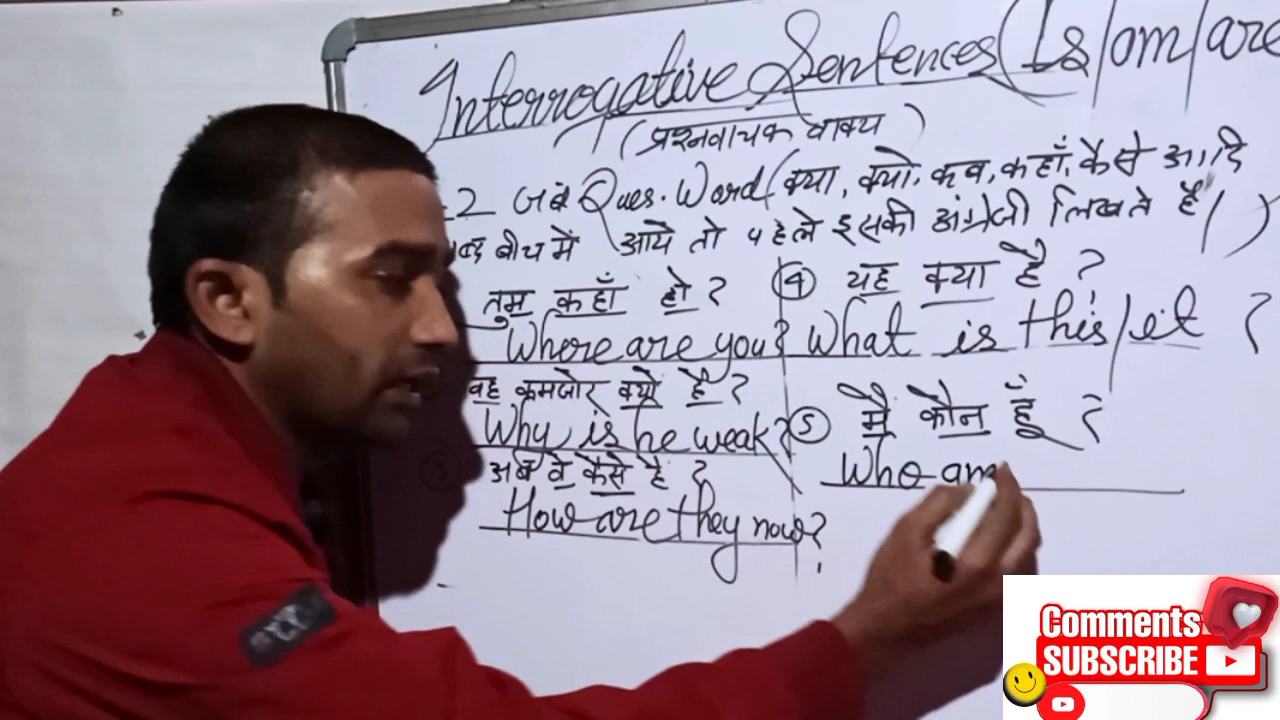 Interrogative Sentences (Is/am/are
(प्रश्नवाचक वाक्य)
2 जब Ques. Word (क्या, क्यो, कब, कहाँ, कैसे आदि
ब्द बीच में आये तो पहले इसकी अंग्रेजी लिखते है ( )
तुम कहाँ हो ?
Where are you?
वह कमजोर क्यो है ?
Why is he weak?
③ अब वे कैसे है ?
How are they now?
④ यह क्या है ?
What is this/it ?
⑤ मै कौन हूँ ?
Who am
Comments
SUBSCRIBE